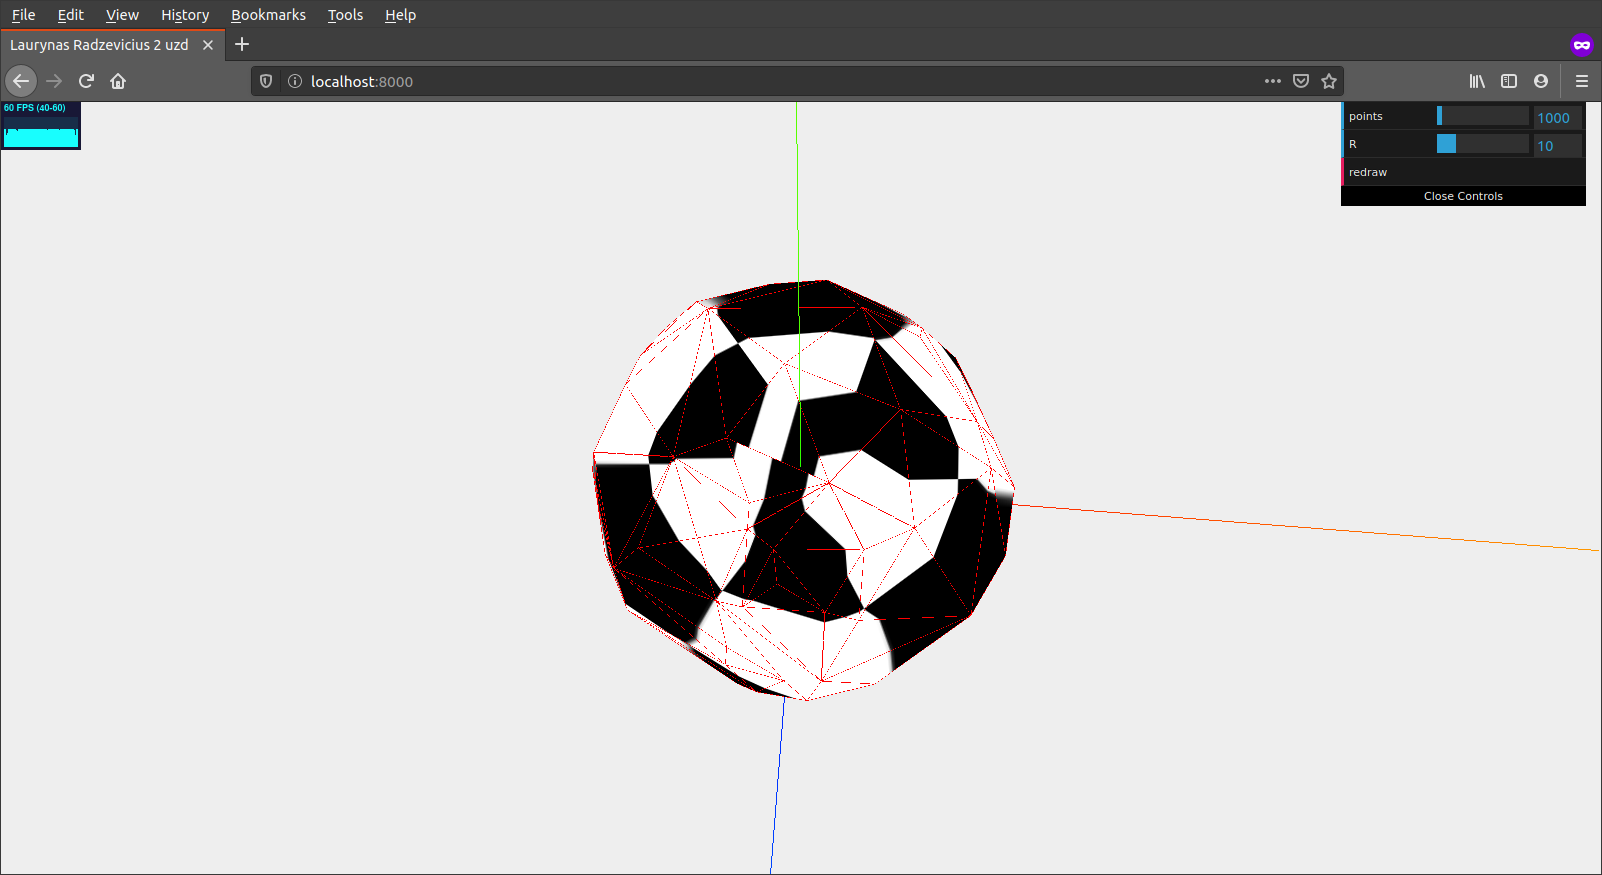 File Edit View History Bookmarks Tools Help
Laurynas Radzevicius 2 uzd
localhost:8000
60 FPS (40-60)
points 1000
R 10
redraw
Close Controls